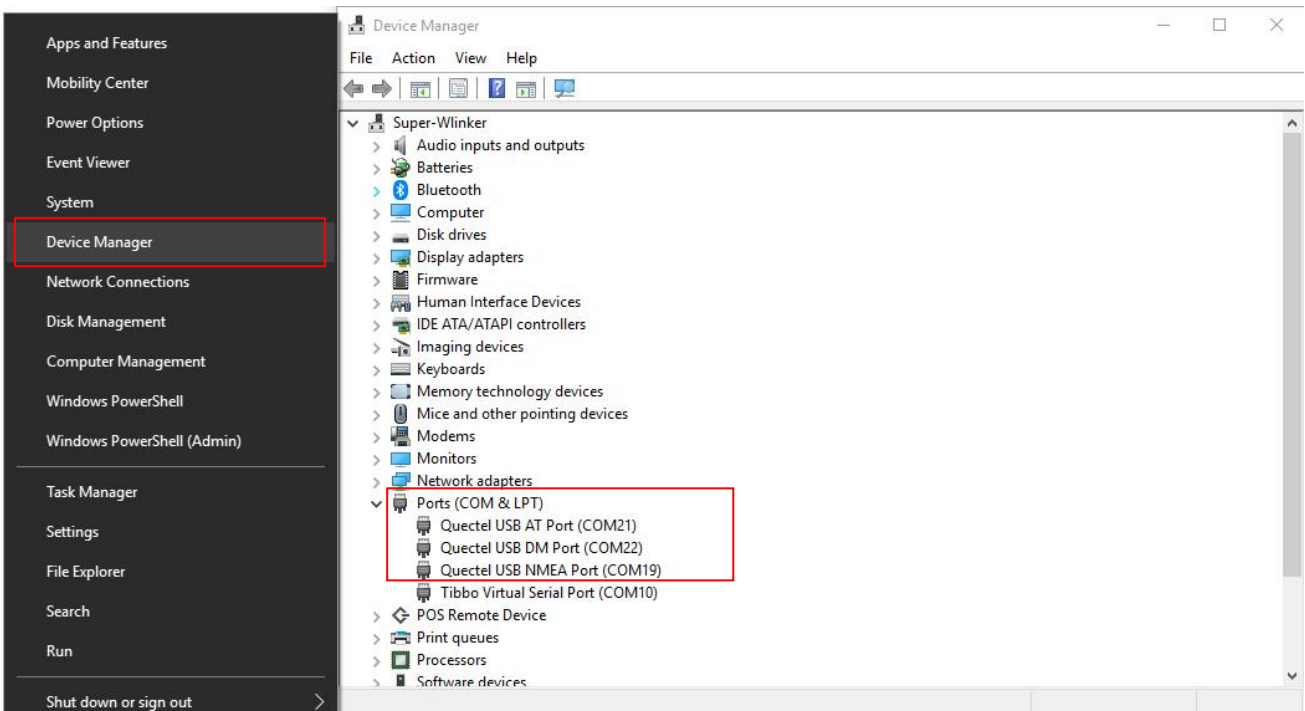 Apps and Features
Mobility Center
Power Options
Event Viewer
System
Device Manager
Network Connections
Disk Management
Computer Management
Windows PowerShell
Windows PowerShell (Admin)
Task Manager
Settings
File Explorer
Search
Run
Shut down or sign out
Device Manager
File Action View Help
Super-Wlinker
Audio inputs and outputs
Batteries
Bluetooth
Computer
Disk drives
Display adapters
Firmware
Human Interface Devices
IDE ATA/ATAPI controllers
Imaging devices
Keyboards
Memory technology devices
Mice and other pointing devices
Modems
Monitors
Network adapters
Ports (COM & LPT)
Quectel USB AT Port (COM21)
Quectel USB DM Port (COM22)
Quectel USB NMEA Port (COM19)
Tibbo Virtual Serial Port (COM10)
POS Remote Device
Print queues
Processors
Software devices